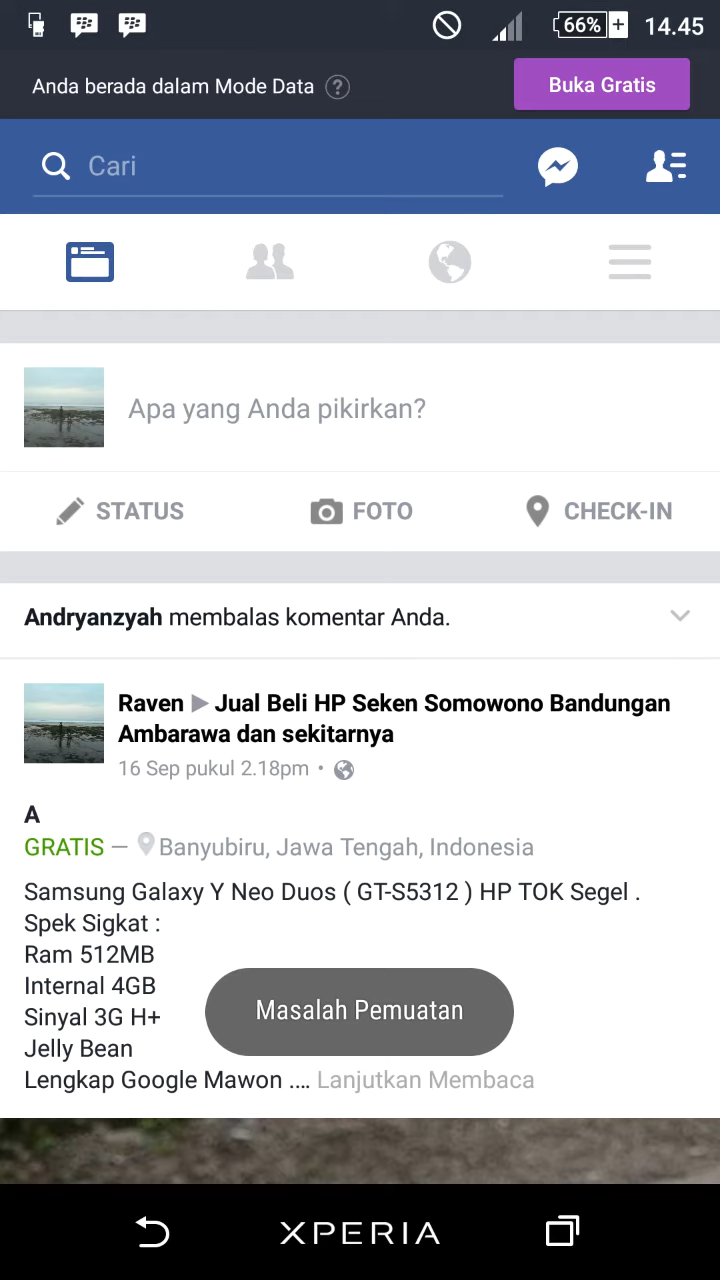 66% 14.45
Anda berada dalam Mode Data ?
Buka Gratis
Cari
Apa yang Anda pikirkan?
STATUS
FOTO
CHECK-IN
Andryanzyah membalas komentar Anda.
Raven ▶ Jual Beli HP Seken Somowono Bandungan
Ambarawa dan sekitarnya
16 Sep pukul 2.18pm •
A
GRATIS — Banyubiru, Jawa Tengah, Indonesia
Samsung Galaxy Y Neo Duos ( GT-S5312 ) HP TOK Segel .
Spek Sigkat :
Ram 512MB
Internal 4GB
Sinyal 3G H+
Masalah Pemuatan
Jelly Bean
Lengkap Google Mawon .... Lanjutkan Membaca
XPERIA